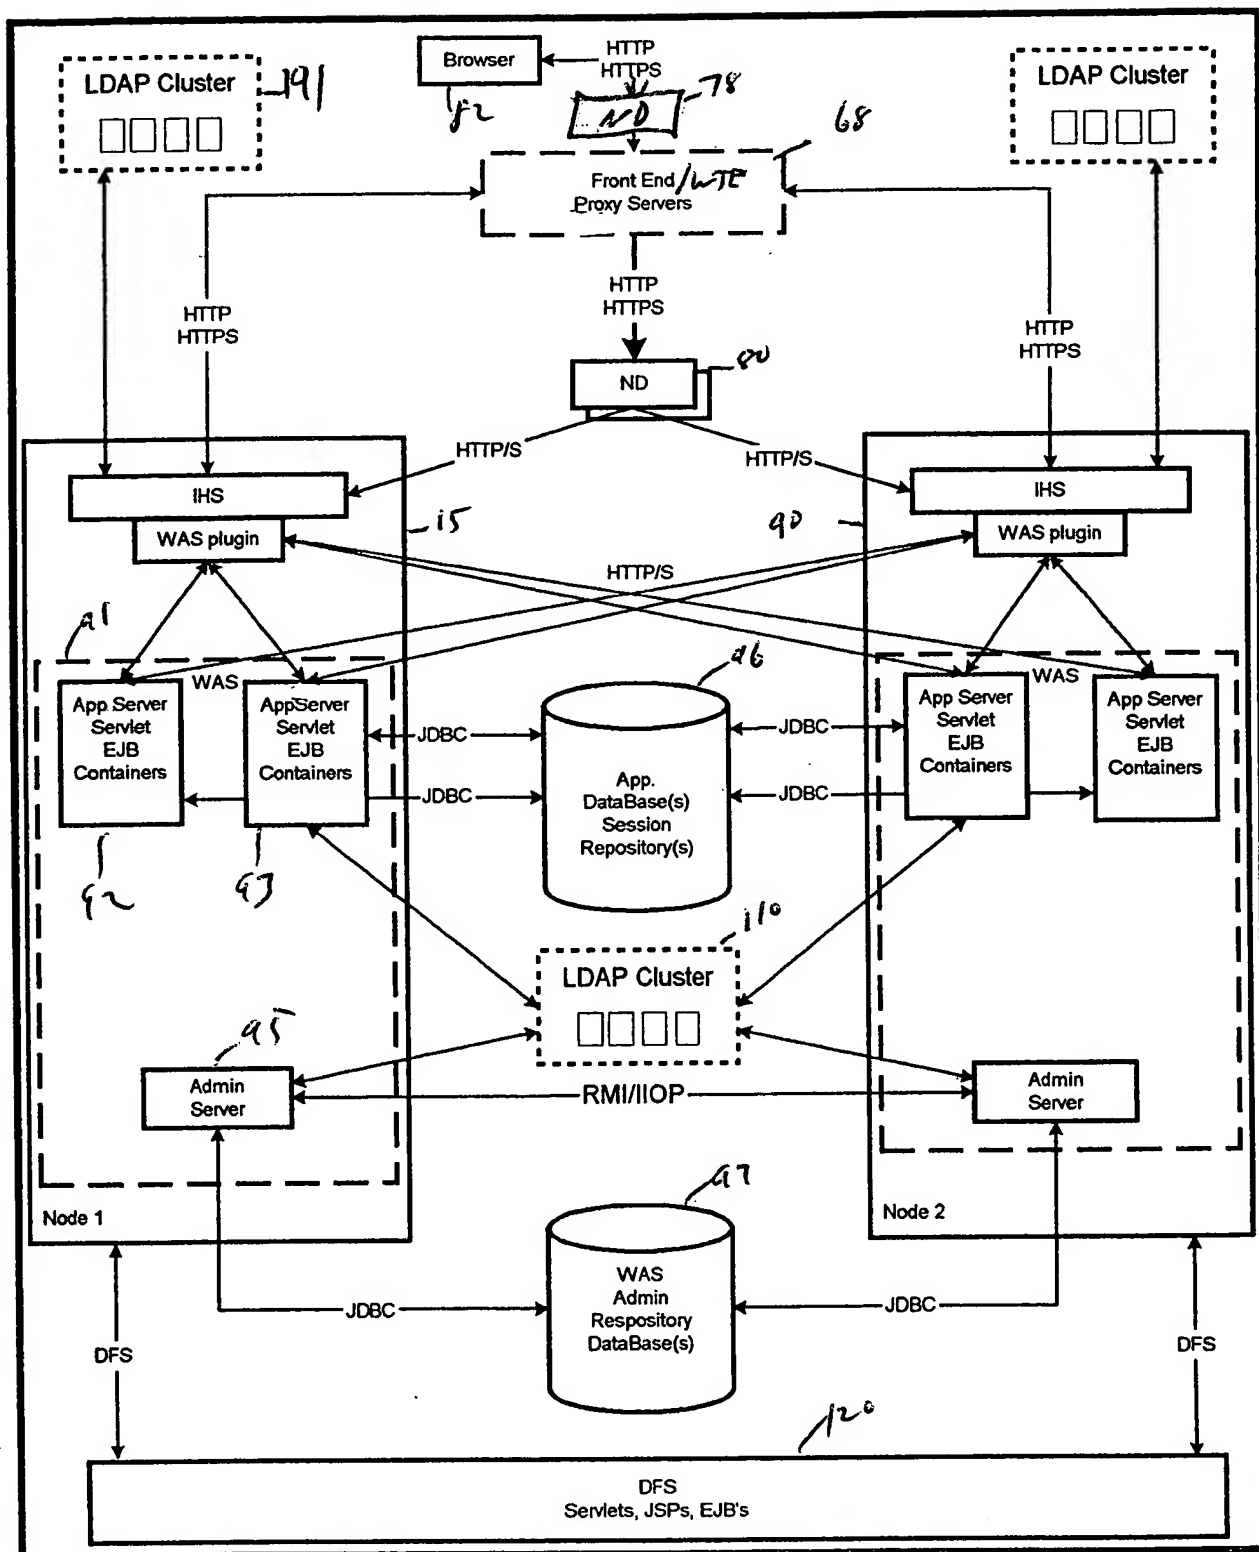 Browser
HTTP
HTTPS
LDAP Cluster
191
82
ND
78
LDAP Cluster
68
Front End/WTE
Proxy Servers
HTTP
HTTPS
HTTP
HTTPS
HTTP
HTTPS
ND
80
HTTP/S
HTTP/S
IHS
WAS plugin
15
90
IHS
WAS plugin
HTTP/S
91
WAS
App Server
Servlet
EJB
Containers
App Server
Servlet
EJB
Containers
92
93
JDBC
JDBC
96
App.
DataBase(s)
Session
Repository(s)
JDBC
JDBC
WAS
App Server
Servlet
EJB
Containers
App Server
Servlet
EJB
Containers
110
LDAP Cluster
95
Admin
Server
RMI/IIOP
Admin
Server
Node 1
Node 2
97
WAS
Admin
Respository
DataBase(s)
JDBC
JDBC
DFS
DFS
120
DFS
Servlets, JSPs, EJB's